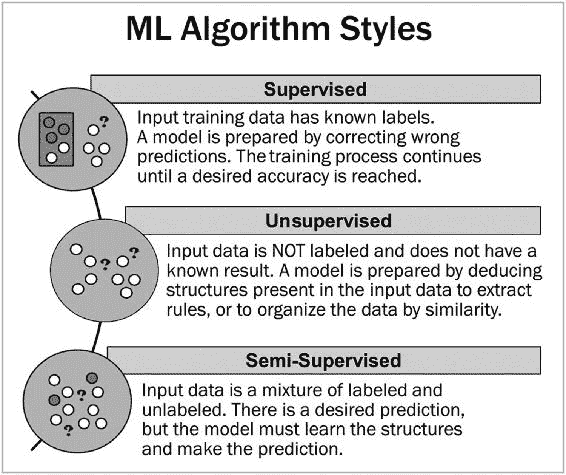 ML Algorithm Styles
Supervised
?
Input training data has known labels.
A model is prepared by correcting wrong
predictions. The training process continues
until a desired accuracy is reached.
Unsupervised
? ?
Input data is NOT labeled and does not have a
known result. A model is prepared by deducing
structures present in the input data to extract
rules, or to organize the data by similarity.
Semi-Supervised
? ?
Input data is a mixture of labeled and
unlabeled. There is a desired prediction,
but the model must learn the structures
and make the prediction.